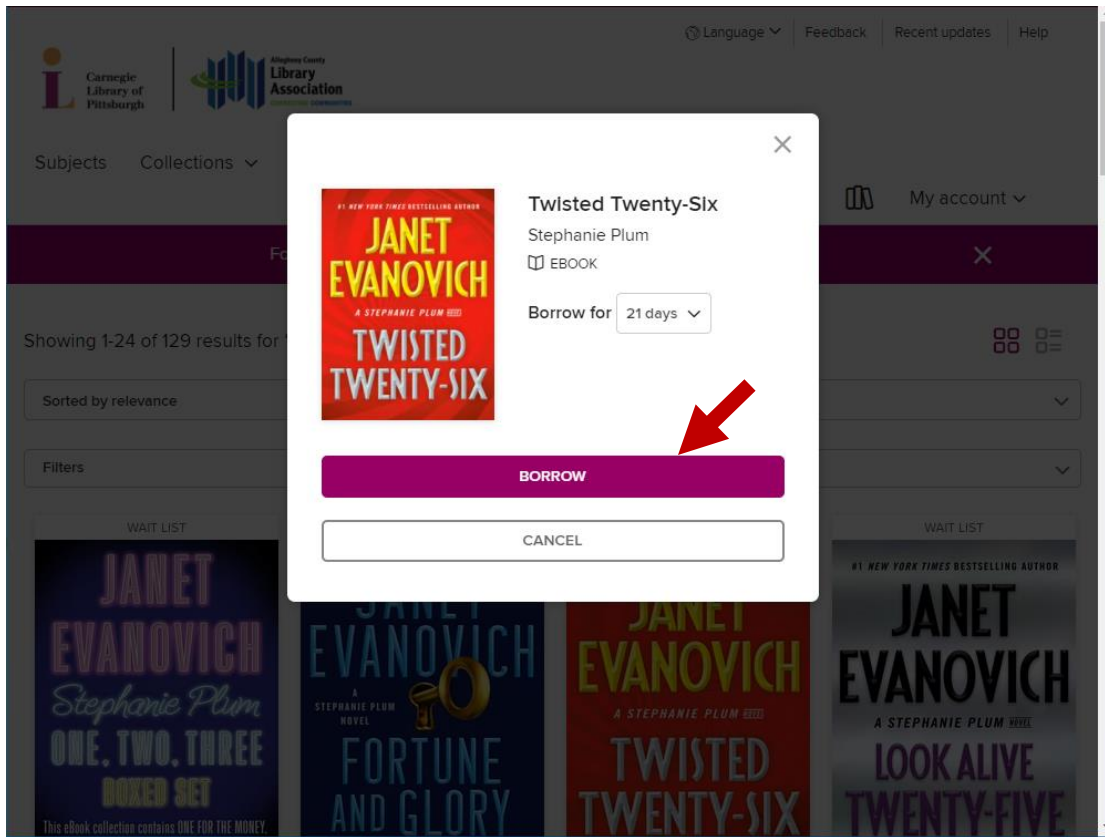 Language
Feedback
Recent updates
Help
Carnegie
Library of
Pittsburgh
Allegheny County
Library
Association
CONNECTING COMMUNITIES
Subjects
Collections
My account
Fo
Showing 1-24 of 129 results for
Sorted by relevance
Filters
#1 NEW YORK TIMES BESTSELLING AUTHOR
JANET
EVANOVICH
A STEPHANIE PLUM NOVEL
TWISTED
TWENTY-SIX
Twisted Twenty-Six
Stephanie Plum
EBOOK
Borrow for
21 days
BORROW
CANCEL
WAIT LIST
JANET
EVANOVICH
Stephanie Plum
ONE, TWO, THREE
BOXED SET
This eBook collection contains ONE FOR THE MONEY,
JANET
EVANOVICH
A
STEPHANIE PLUM
NOVEL
FORTUNE
AND GLORY
JANET
EVANOVICH
A STEPHANIE PLUM NOVEL
TWISTED
TWENTY-SIX
WAIT LIST
#1 NEW YORK TIMES BESTSELLING AUTHOR
JANET
EVANOVICH
A STEPHANIE PLUM NOVEL
LOOK ALIVE
TWENTY-FIVE